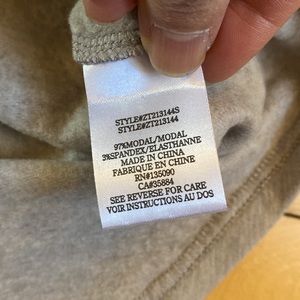 STYLE#ZT213144S
STYLE#ZT213144
97%MODAL/MODAL
3%SPANDEX/ELASTHANNE
MADE IN CHINA
FABRIQUE EN CHINE
RN#135090
CA#35884
SEE REVERSE FOR CARE
VOIR INSTRUCTIONS AU DOS